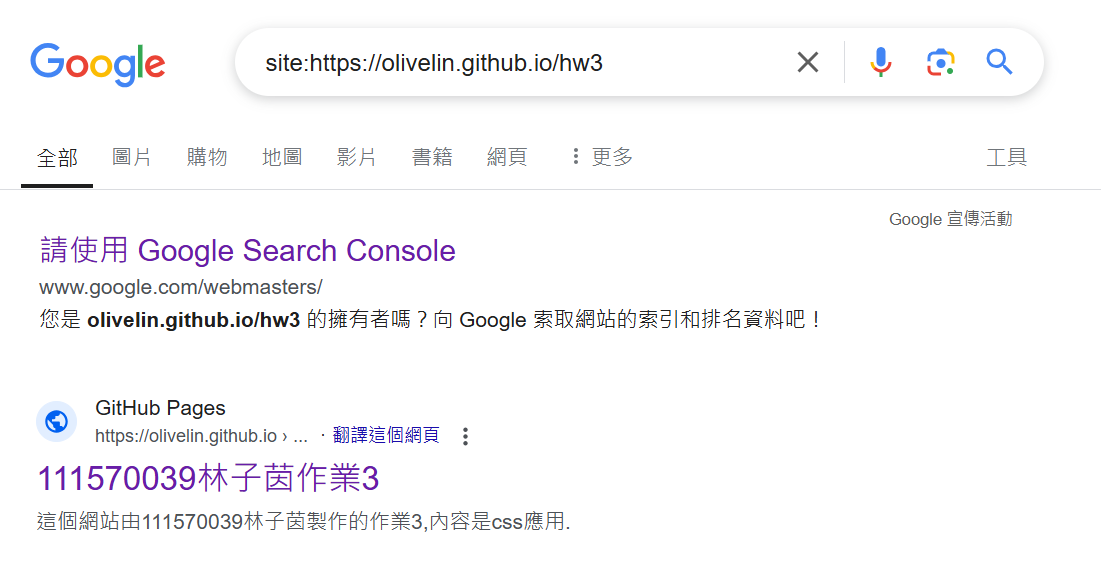 Google
site:https://olivelin.github.io/hw3
全部 圖片 購物 地圖 影片 書籍 網頁 更多 工具
Google 宣傳活動
請使用 Google Search Console
www.google.com/webmasters/
您是 olivelin.github.io/hw3 的擁有者嗎？向 Google 索取網站的索引和排名資料吧！
GitHub Pages
https://olivelin.github.io › ... · 翻譯這個網頁
111570039林子茵作業3
這個網站由111570039林子茵製作的作業3,內容是css應用.